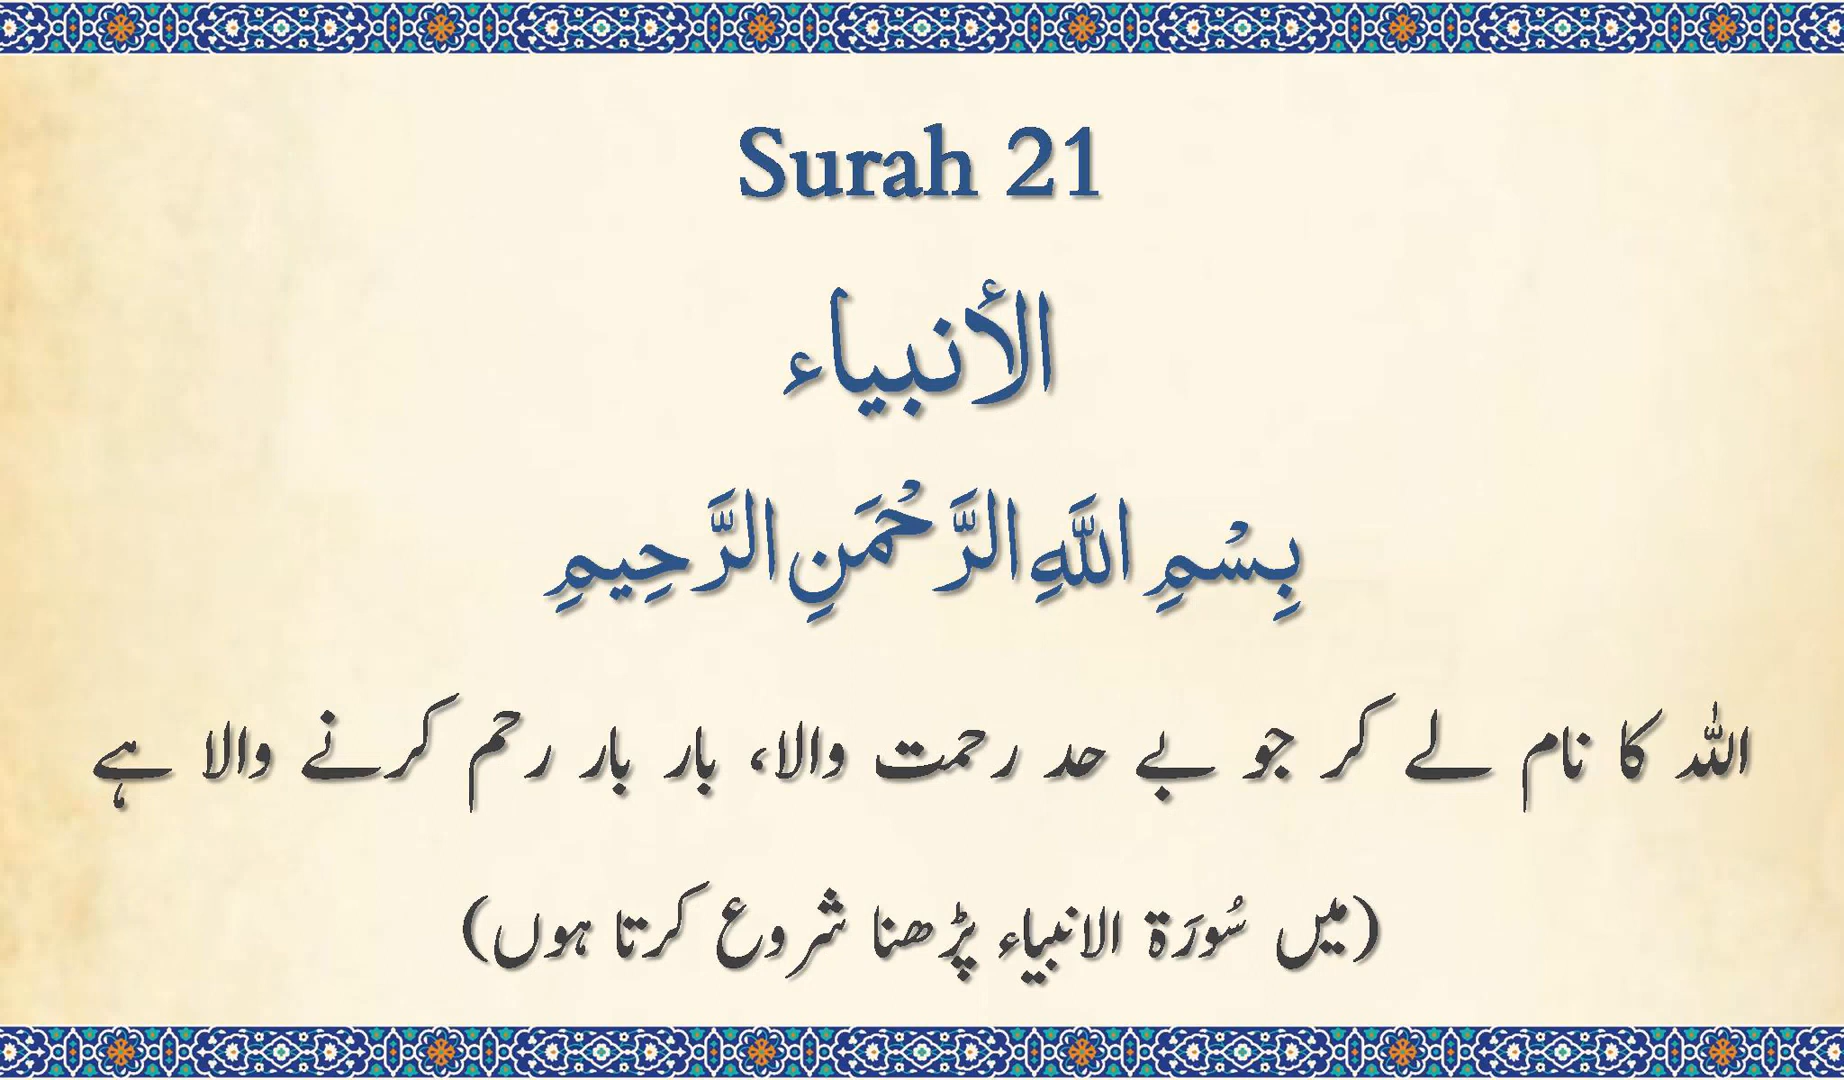 Surah 21
الأنبياء
بِسْمِ اللَّهِ الرَّحْمَنِ الرَّحِيمِ
اللہ کا نام لے کر جو بے حد رحمت والا، بار بار رحم کرنے والا ہے
(میں سُورَۃ الانبیاء پڑھنا شروع کرتا ہوں)